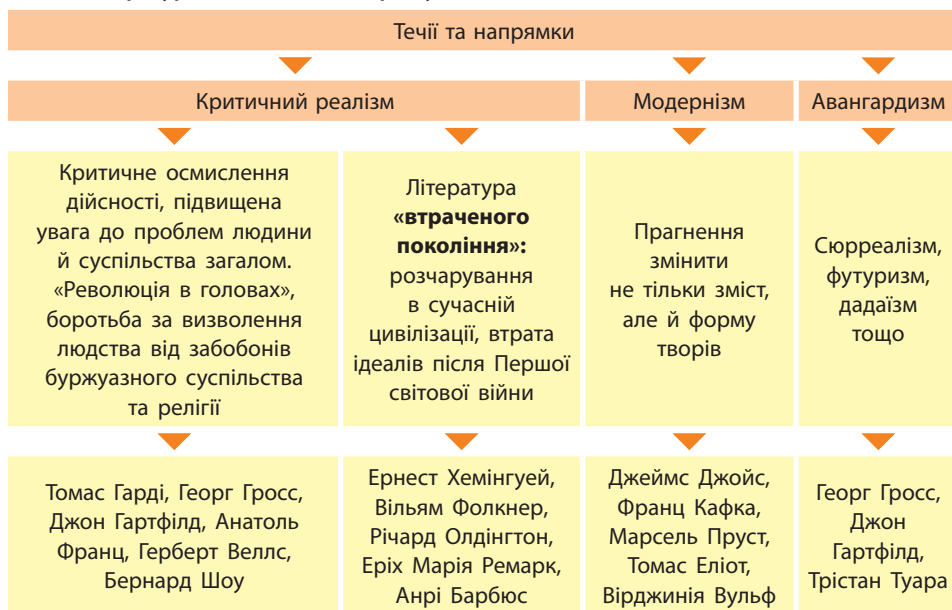 Течії та напрямки
Критичний реалізм
Модернізм
Авангардизм
Критичне осмислення
дійсності, підвищена
увага до проблем людини
й суспільства загалом.
«Революція в головах»,
боротьба за визволення
людства від забобонів
буржуазного суспільства
та релігії
Література
«втраченого
покоління»:
розчарування
в сучасній
цивілізації, втрата
ідеалів після Першої
світової війни
Прагнення
змінити
не тільки зміст,
але й форму
творів
Сюрреалізм,
футуризм,
дадаїзм
тощо
Томас Гарді, Георг Гросс,
Джон Гартфілд, Анатоль
Франц, Герберт Веллс,
Бернард Шоу
Ернест Хемінгуей,
Вільям Фолкнер,
Річард Олдінгтон,
Еріх Марія Ремарк,
Анрі Барбюс
Джеймс Джойс,
Франц Кафка,
Марсель Пруст,
Томас Еліот,
Вірджинія Вульф
Георг Гросс,
Джон
Гартфілд,
Трістан Туара